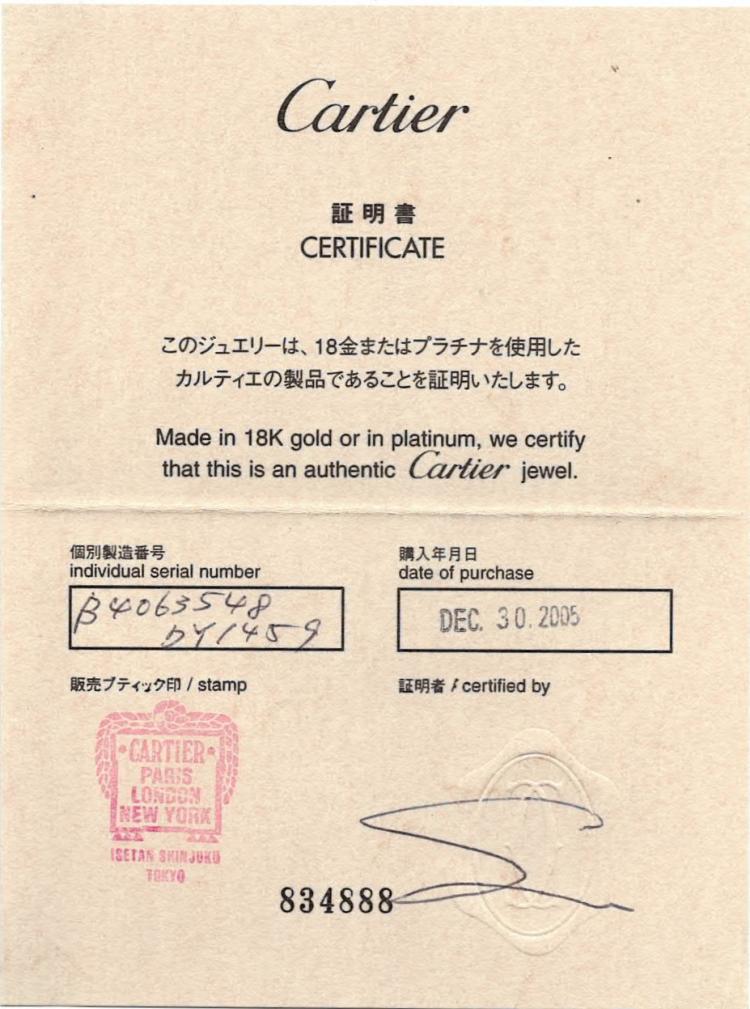 Cartier
証明書
CERTIFICATE
このジュエリーは、18金またはプラチナを使用した
カルティエの製品であることを証明いたします。
Made in 18K gold or in platinum, we certify
that this is an authentic Cartier jewel.
個別製造番号
individual serial number
B4063548
DY1459
購入年月日
date of purchase
DEC. 30.2005
販売ブティック印 / stamp
CARTIER
PARIS
LONDON
NEW YORK
ISETAN SHINJUKU
TOKYO
証明者 / certified by
834888